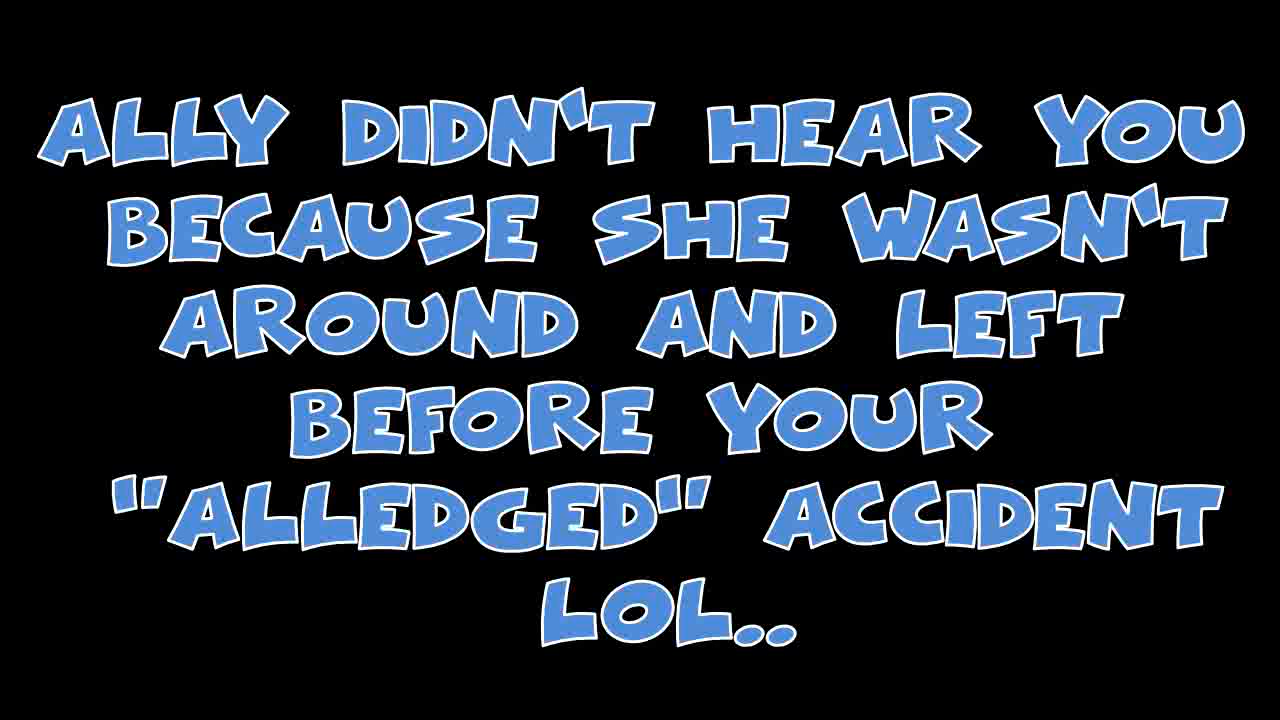 ALLY DIDN'T HEAR YOU
BECAUSE SHE WASN'T
AROUND AND LEFT
BEFORE YOUR
"ALLEDGED" ACCIDENT
LOL..